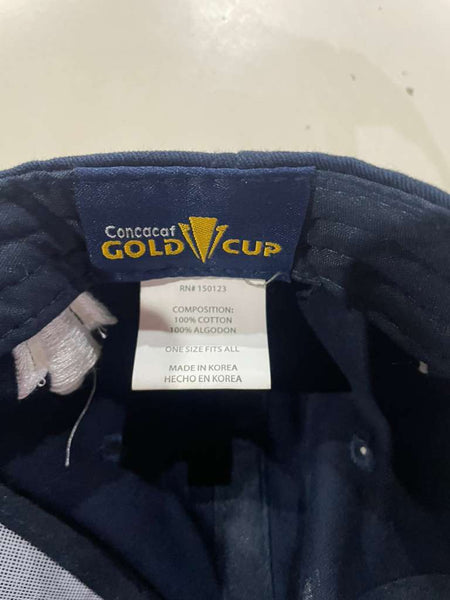 Concacaf
GOLD CUP
RN# 150123
COMPOSITION:
100% COTTON
100% ALGODON
ONE SIZE FITS ALL
MADE IN KOREA
HECHO EN KOREA